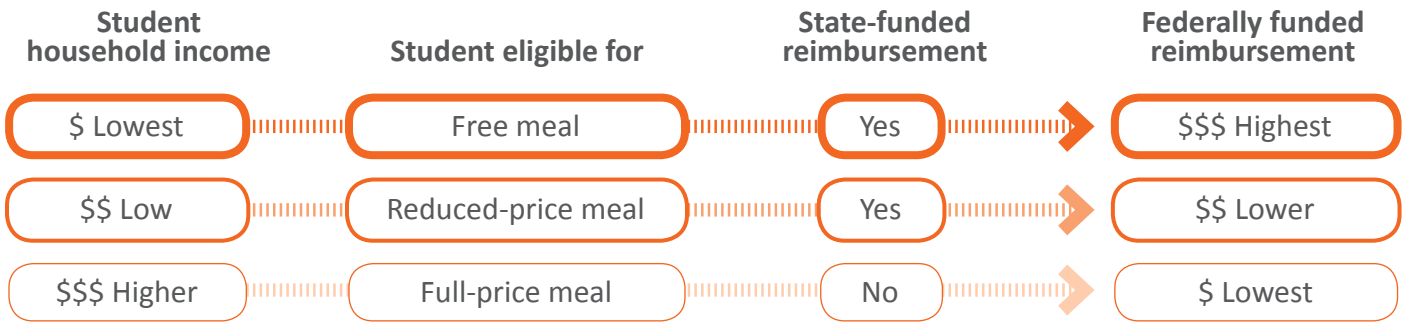 Student household income
Student eligible for
State-funded reimbursement
Federally funded reimbursement
$ Lowest
Free meal
Yes
$$$ Highest
$$ Low
Reduced-price meal
Yes
$$ Lower
$$$ Higher
Full-price meal
No
$ Lowest